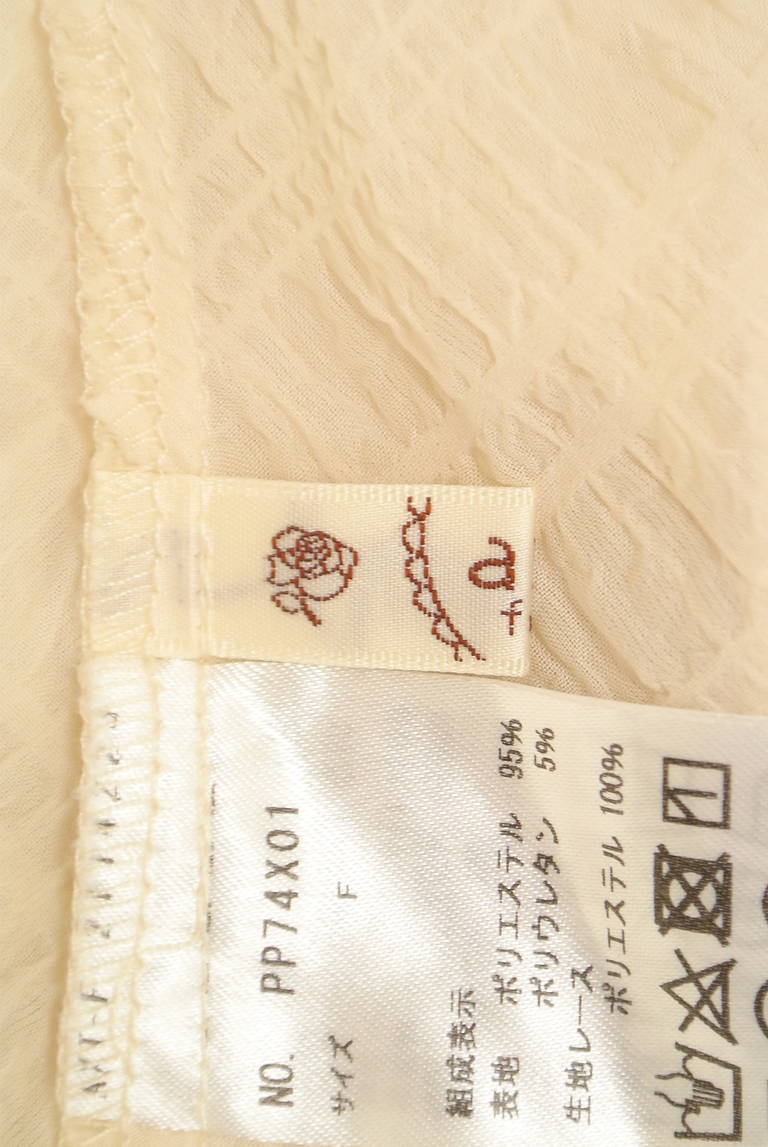 a+
NO. PP74X01
サイズ F
組成表示
表地 ポリエステル 95%
ポリウレタン 5%
生地レース
ポリエステル 100%